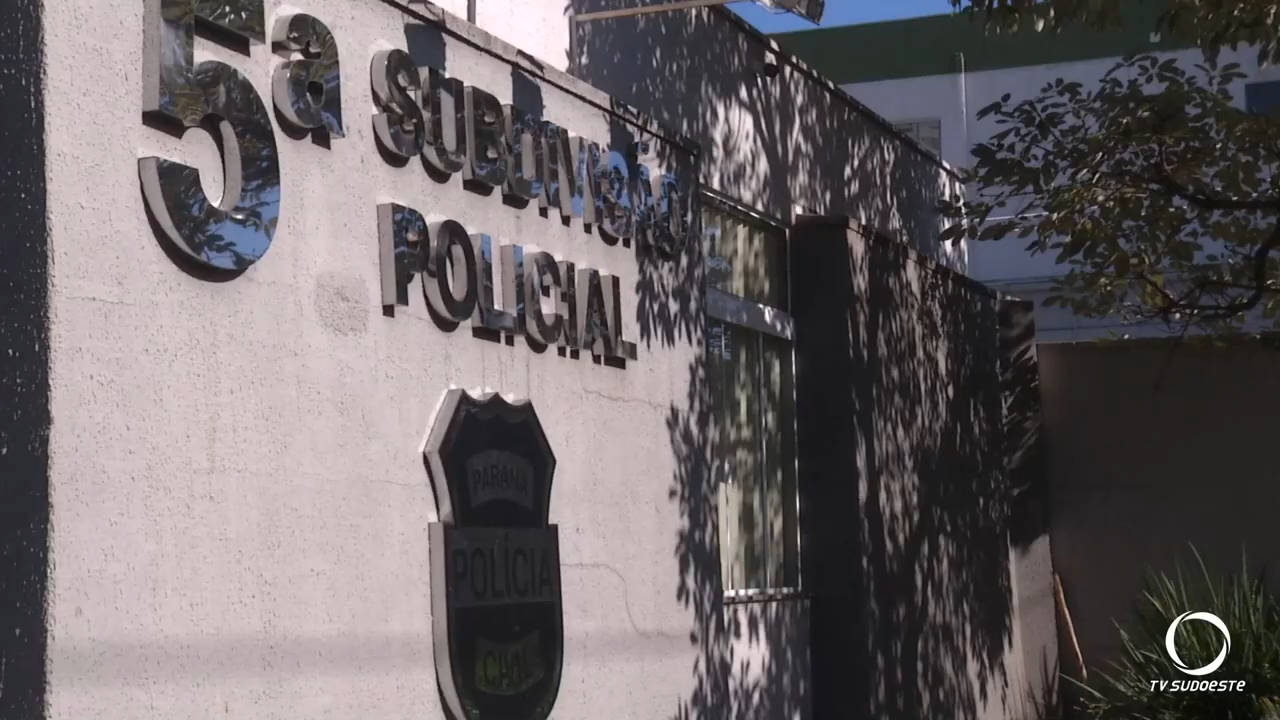 5ª SUBDIVISÃO
POLICIAL
PARANÁ
POLÍCIA
CIVIL
TV SUDOESTE